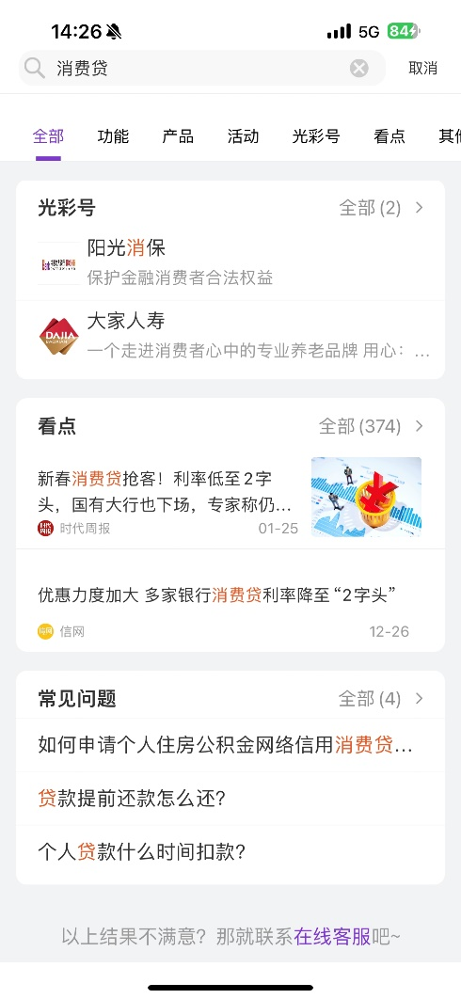 14:26
5G
84
消费贷
取消
全部 功能 产品 活动 光彩号 看点 其他
光彩号
全部 (2)
阳光消保
保护金融消费者合法权益
大家人寿
DAJIA
一个走进消费者心中的专业养老品牌 用心：…
看点
全部 (374)
新春消费贷抢客！利率低至2字
头，国有大行也下场，专家称仍...
时代周报
时代周报
01-25
优惠力度加大 多家银行消费贷利率降至“2字头”
信网
信网
12-26
常见问题
全部 (4)
如何申请个人住房公积金网络信用消费贷…
贷款提前还款怎么还？
个人贷款什么时间扣款？
以上结果不满意？那就联系在线客服吧~